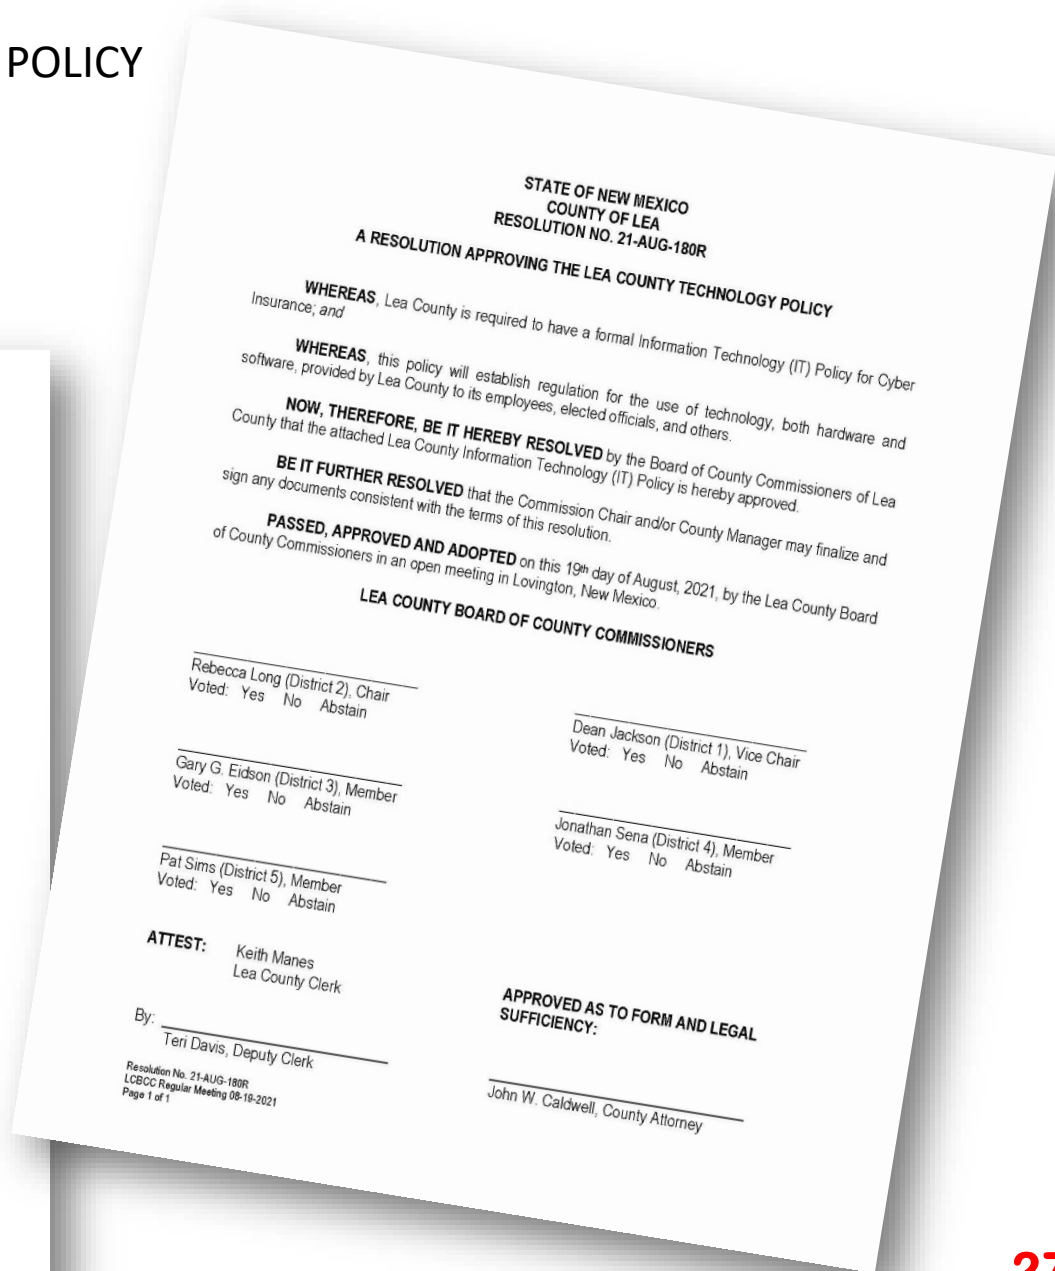 POLICY
STATE OF NEW MEXICO
COUNTY OF LEA
RESOLUTION NO. 21-AUG-180R
A RESOLUTION APPROVING THE LEA COUNTY TECHNOLOGY POLICY
WHEREAS, Lea County is required to have a formal Information Technology (IT) Policy for Cyber
Insurance; and
WHEREAS, this policy will establish regulation for the use of technology, both hardware and
software, provided by Lea County to its employees, elected officials, and others.
NOW, THEREFORE, BE IT HEREBY RESOLVED by the Board of County Commissioners of Lea
County that the attached Lea County Information Technology (IT) Policy is hereby approved.
BE IT FURTHER RESOLVED that the Commission Chair and/or County Manager may finalize and
sign any documents consistent with the terms of this resolution.
PASSED, APPROVED AND ADOPTED on this 19th day of August, 2021, by the Lea County Board
of County Commissioners in an open meeting in Lovington, New Mexico.
LEA COUNTY BOARD OF COUNTY COMMISSIONERS
Rebecca Long (District 2), Chair
Voted: Yes No Abstain
Dean Jackson (District 1), Vice Chair
Voted: Yes No Abstain
Gary G. Eidson (District 3), Member
Voted: Yes No Abstain
Jonathan Sena (District 4), Member
Voted: Yes No Abstain
Pat Sims (District 5), Member
Voted: Yes No Abstain
ATTEST: Keith Manes
Lea County Clerk
APPROVED AS TO FORM AND LEGAL
SUFFICIENCY:
By:
Teri Davis, Deputy Clerk
John W. Caldwell, County Attorney
Resolution No. 21-AUG-180R
LCBCC Regular Meeting 08-19-2021
Page 1 of 1